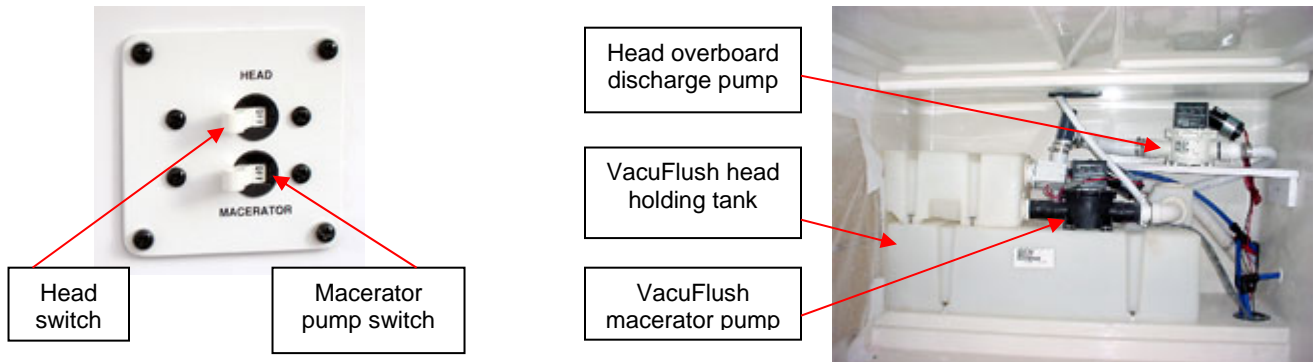 HEAD
MACERATOR
Head
switch
Macerator
pump switch
Head overboard
discharge pump
VacuFlush head
holding tank
VacuFlush
macerator pump